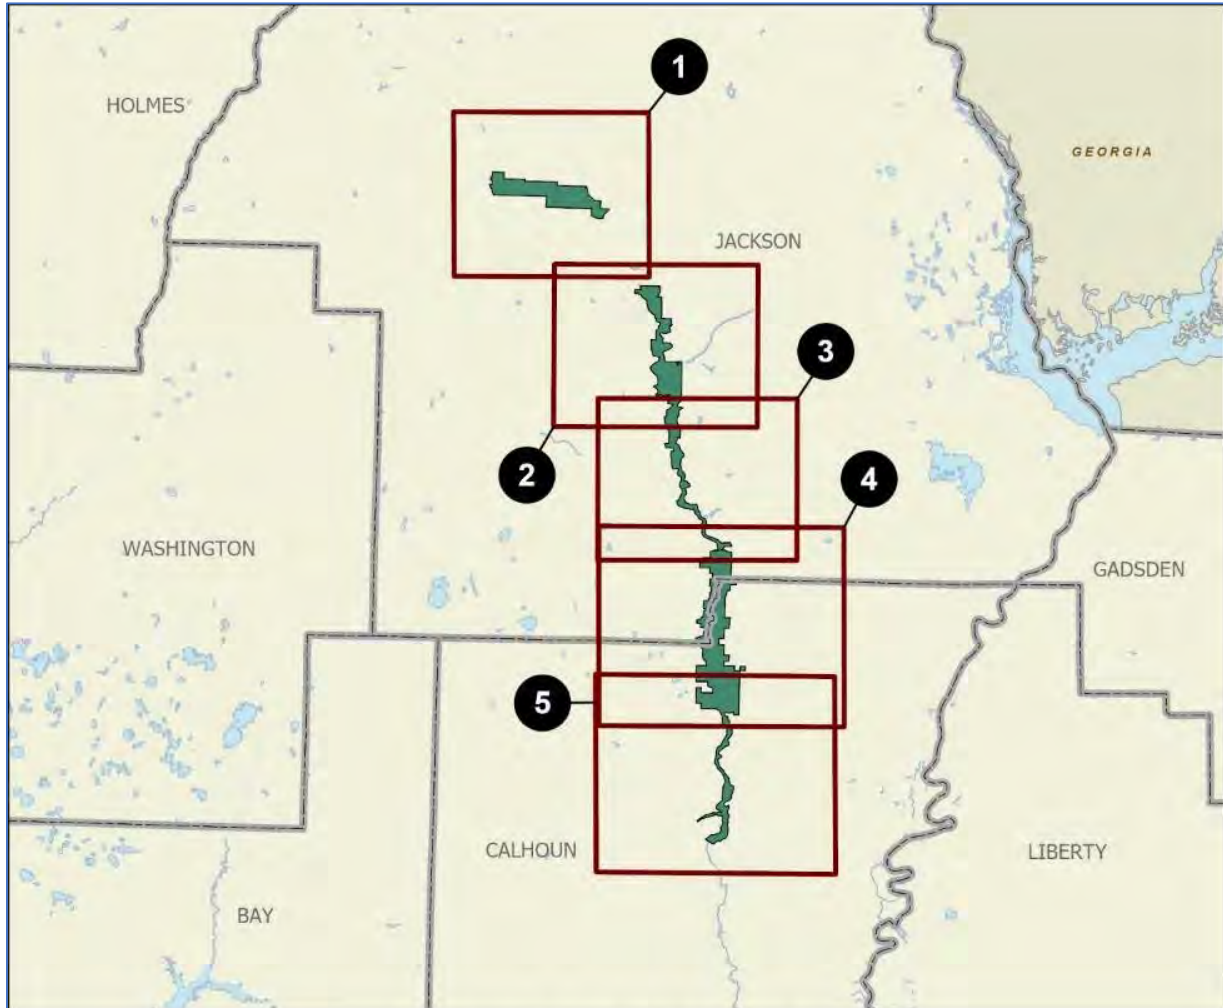 1
HOLMES
GEORGIA
JACKSON
3
2
4
WASHINGTON
GADSDEN
5
CALHOUN
LIBERTY
BAY